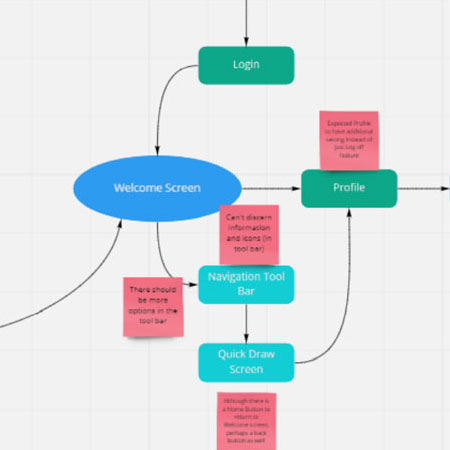 Login
Expected Profile
to have additional
setting instead of
just Log off
feature
Welcome Screen
Profile
Can't discern
information
and icons (in
tool bar)
Navigation Tool
Bar
There should
be more
options in the
tool bar
Quick Draw
Screen
Although there is
a Home Button to
return to
Welcome screen,
perhaps a back
button as well